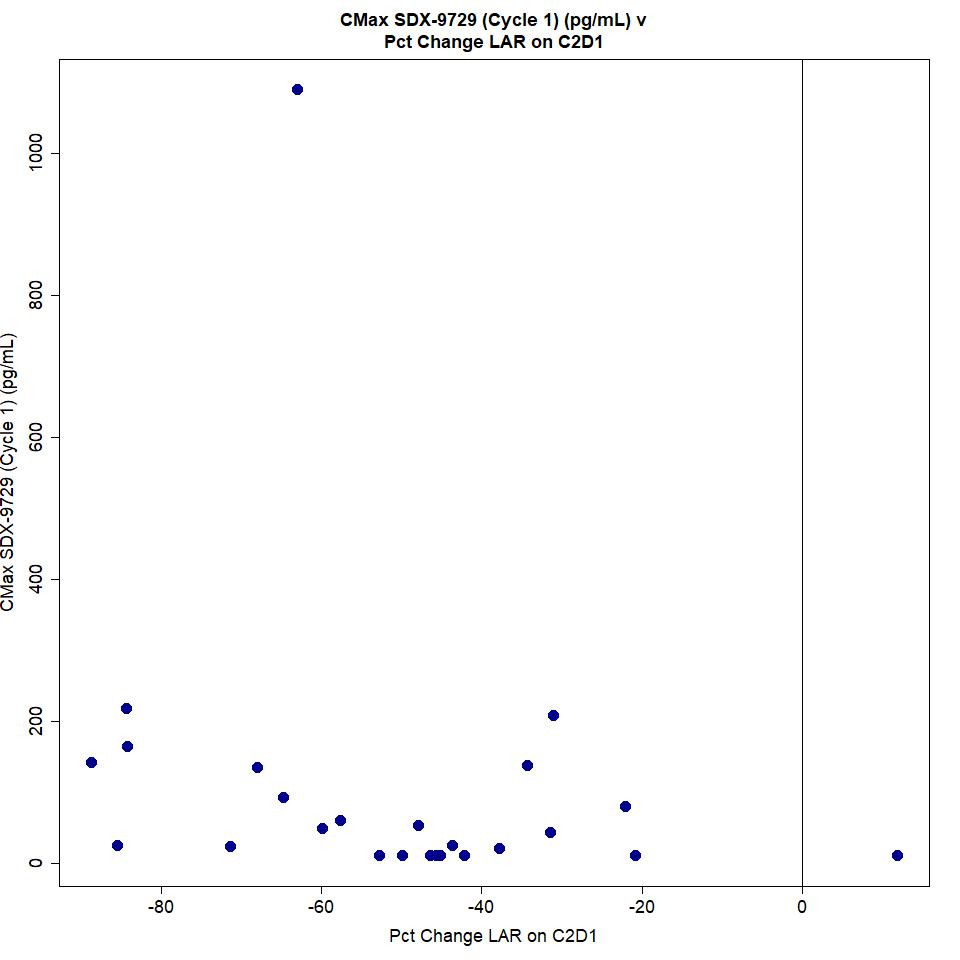 CMax SDX-9729 (Cycle 1) (pg/mL) v
Pct Change LAR on C2D1
1000
800
600
400
200
0
CMax SDX-9729 (Cycle 1) (pg/mL)
-80
-60
-40
-20
0
Pct Change LAR on C2D1